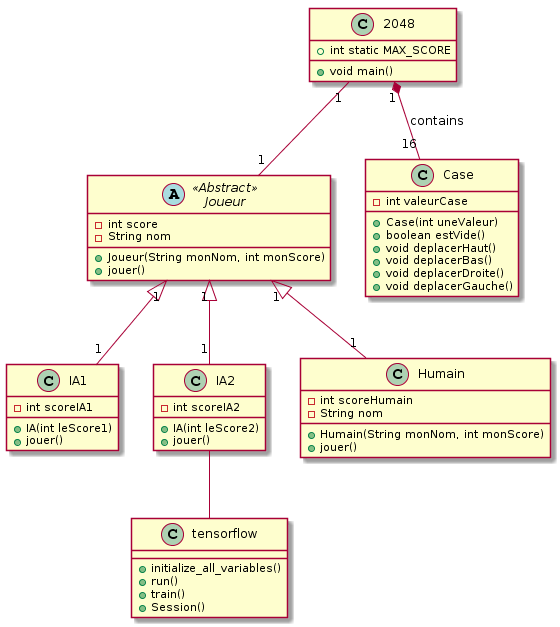 C 2048
int static MAX_SCORE
void main()
1
1
contains
1
16
A «Abstract»
Joueur
int score
String nom
Joueur(String monNom, int monScore)
jouer()
C Case
int valeurCase
Case(int uneValeur)
boolean estVide()
void deplacerHaut()
void deplacerBas()
void deplacerDroite()
void deplacerGauche()
1
1
1
1
1
1
C IA1
int scoreIA1
IA(int leScore1)
jouer()
C IA2
int scoreIA2
IA(int leScore2)
jouer()
C Humain
int scoreHumain
String nom
Humain(String monNom, int monScore)
jouer()
C tensorflow
initialize_all_variables()
run()
train()
Session()